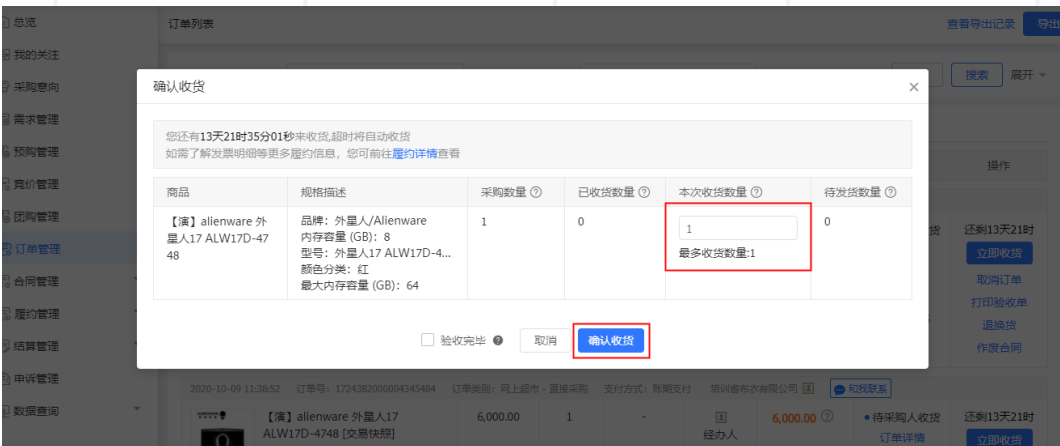 总览
订单列表
查看导出记录
导出
我的关注
采购意向
搜索
展开
确认收货
需求管理
您还有13天21时35分01秒来收货,超时将自动收货
如需了解发票明细等更多履约信息，您可前往履约详情查看
预购管理
操作
竞价管理
商品 规格描述 采购数量 已收货数量 本次收货数量 待发货数量
团购管理
【演】alienware 外
星人17 ALW17D-47
48
品牌：外星人/Alienware
内存容量 (GB)：8
型号：外星人17 ALW17D-4...
颜色分类：红
最大内存容量 (GB)：64
1
0
1
最多收货数量:1
0
货
还剩13天21时
立即收货
订单管理
取消订单
合同管理
打印验收单
履约管理
退换货
结算管理
验收完毕
取消
确认收货
作废合同
申诉管理
2020-10-09 11:38:52 订单号：1724382000004345484 订单类别：网上超市 - 直接采购 支付方式：账期支付 培训省布衣有限公司 和我联系
数据查询
【演】alienware 外星人17
ALW17D-4748 [交易快照]
6,000.00
1
-
经办人
6,000.00
待采购人收货
订单详情
还剩13天21时
立即收货